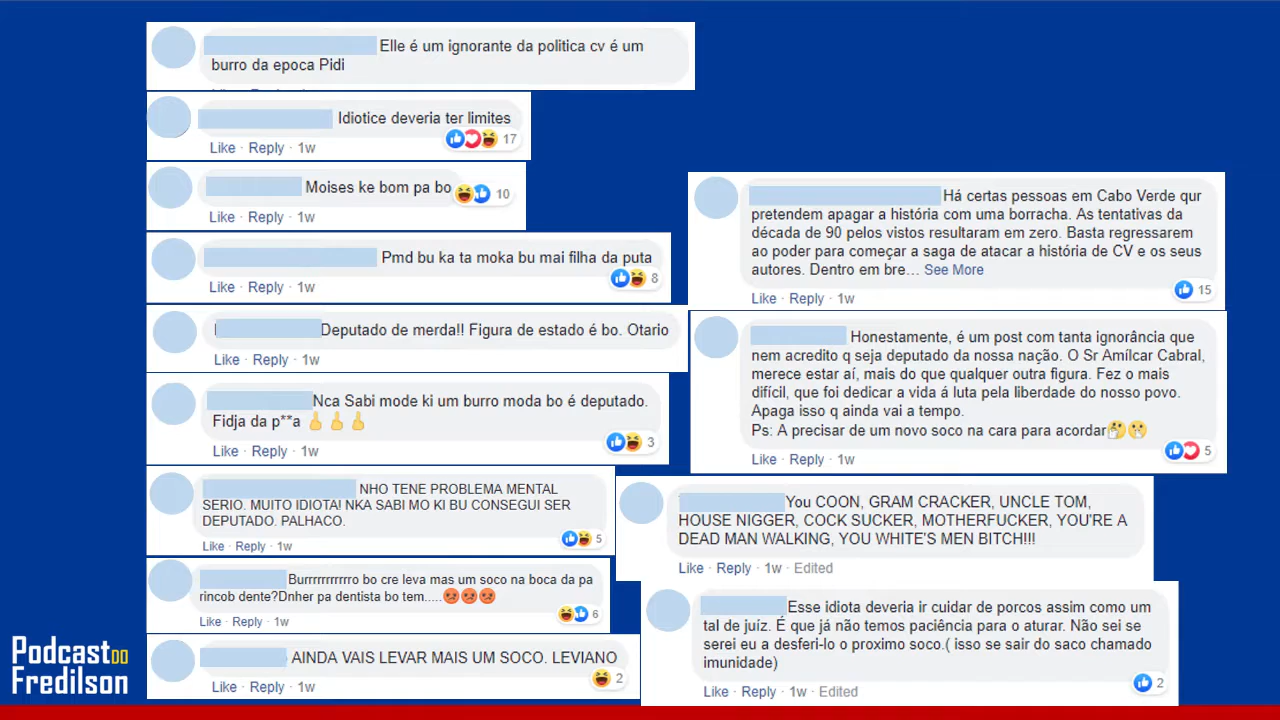 Elle é um ignorante da politica cv é um
burro da epoca Pidi
Idiotice deveria ter limites
17
Like · Reply · 1w
Moises ke bom pa bo
10
Like · Reply · 1w
Pmd bu ka ta moka bu mai filha da puta
8
Like · Reply · 1w
Deputado de merda!! Figura de estado é bo. Otario
Like · Reply · 1w
Nca Sabi mode ki um burro moda bo é deputado.
Fidja da p**a 🖕🖕🖕
3
Like · Reply · 1w
NHO TENE PROBLEMA MENTAL
SERIO. MUITO IDIOTA! NKA SABI MO KI BU CONSEGUI SER
DEPUTADO. PALHACO.
5
Like · Reply · 1w
Burrrrrrrrrro bo cre leva mas um soco na boca da pa
rincob dente?Dnher pa dentista bo tem.....😡😡😡
6
Like · Reply · 1w
AINDA VAIS LEVAR MAIS UM SOCO. LEVIANO
2
Like · Reply · 1w
Há certas pessoas em Cabo Verde qur
pretendem apagar a história com uma borracha. As tentativas da
década de 90 pelos vistos resultaram em zero. Basta regressarem
ao poder para começar a saga de atacar a história de CV e os seus
autores. Dentro em bre… See More
15
Like · Reply · 1w
Honestamente, é um post com tanta ignorância que
nem acredito q seja deputado da nossa nação. O Sr Amílcar Cabral,
merece estar aí, mais do que qualquer outra figura. Fez o mais
difícil, que foi dedicar a vida á luta pela liberdade do nosso povo.
Apaga isso q ainda vai a tempo.
Ps: A precisar de um novo soco na cara para acordar
5
Like · Reply · 1w
You COON, GRAM CRACKER, UNCLE TOM,
HOUSE NIGGER, COCK SUCKER, MOTHERFUCKER, YOU'RE A
DEAD MAN WALKING, YOU WHITE'S MEN BITCH!!!
Like · Reply · 1w · Edited
Esse idiota deveria ir cuidar de porcos assim como um
tal de juíz. É que já não temos paciência para o aturar. Não sei se
serei eu a desferi-lo o proximo soco.( isso se sair do saco chamado
imunidade)
2
Like · Reply · 1w · Edited
Podcast DO
Fredilson